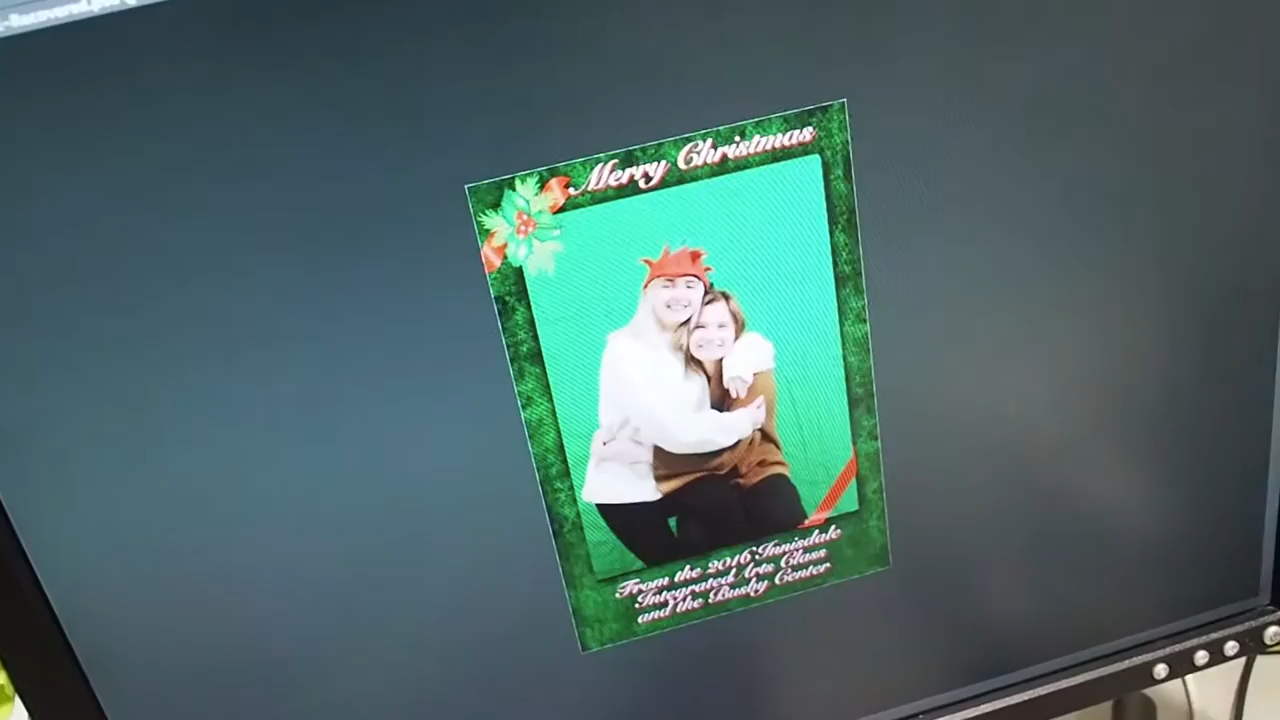 Merry Christmas
From the 2016 Innisdale
Integrated Arts Class
and the Busby Center